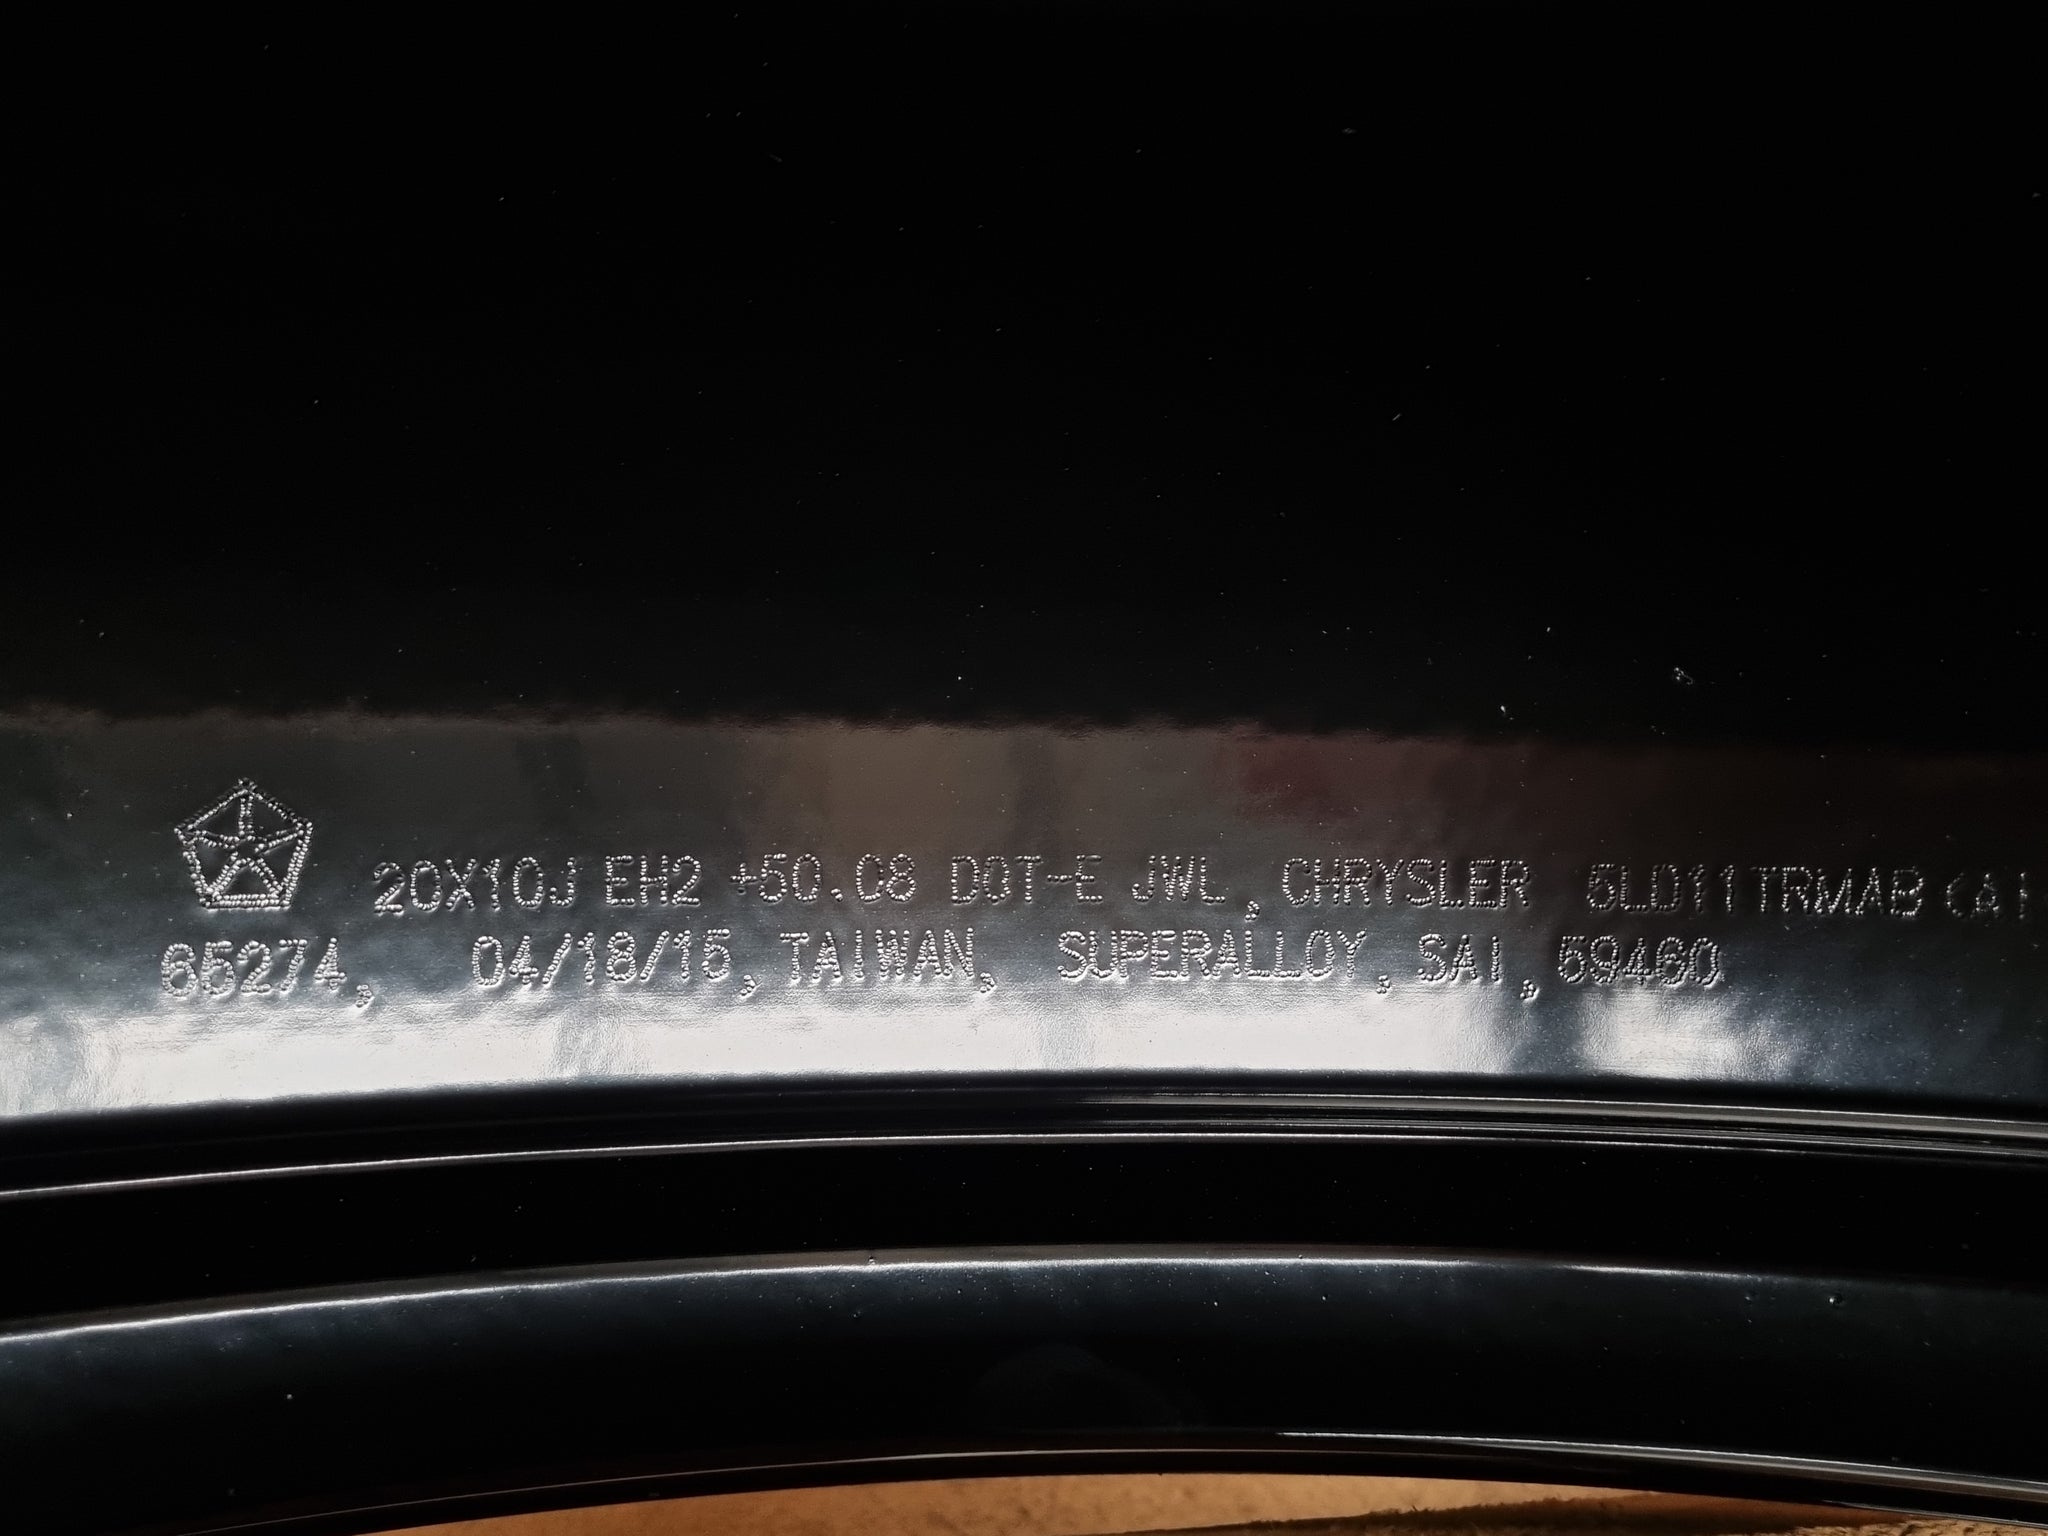 20X10J EH2 +50.08 DOT-E JWL, CHRYSLER 5LD11TRMAB (A)
65274, 04/18/15, TAIWAN, SUPERALLOY, SAI, 59460